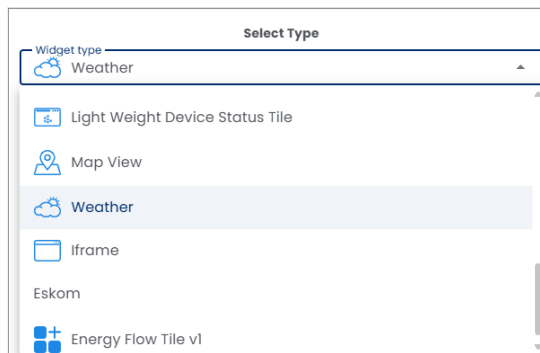 Select Type
Widget type
Weather
Light Weight Device Status Tile
Map View
Weather
Iframe
Eskom
Energy Flow Tile v1